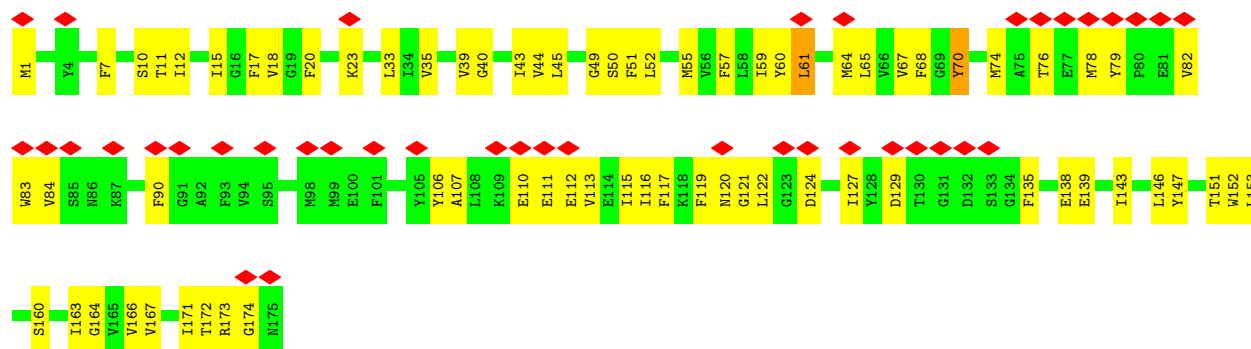 M1 Y4 F7 S10 T11 I12 I15 G16 F17 V18 G19 F20 K23 L33 I34 V35 V39 G40 I43 V44 L45 G49 S50 F51 L52 M55 V56 F57 L58 I59 Y60 L61 M64 L65 V66 V67 F68 G69 Y70 M74 A75 T76 E77 M78 Y79 P80 E81 V82
W83 V84 S85 N86 K87 F90 G91 A92 F93 V94 S95 M98 M99 E100 F101 Y105 Y106 A107 L108 K109 E110 E111 E112 V113 E114 I115 I116 F117 K118 F119 N120 G121 L122 G123 D124 I127 Y128 D129 T130 G131 D132 S133 G134 F135 E138 E139 I143 L146 Y147 T151 W152 L153
S160 I163 G164 V165 V166 V167 I171 T172 R173 G174 N175